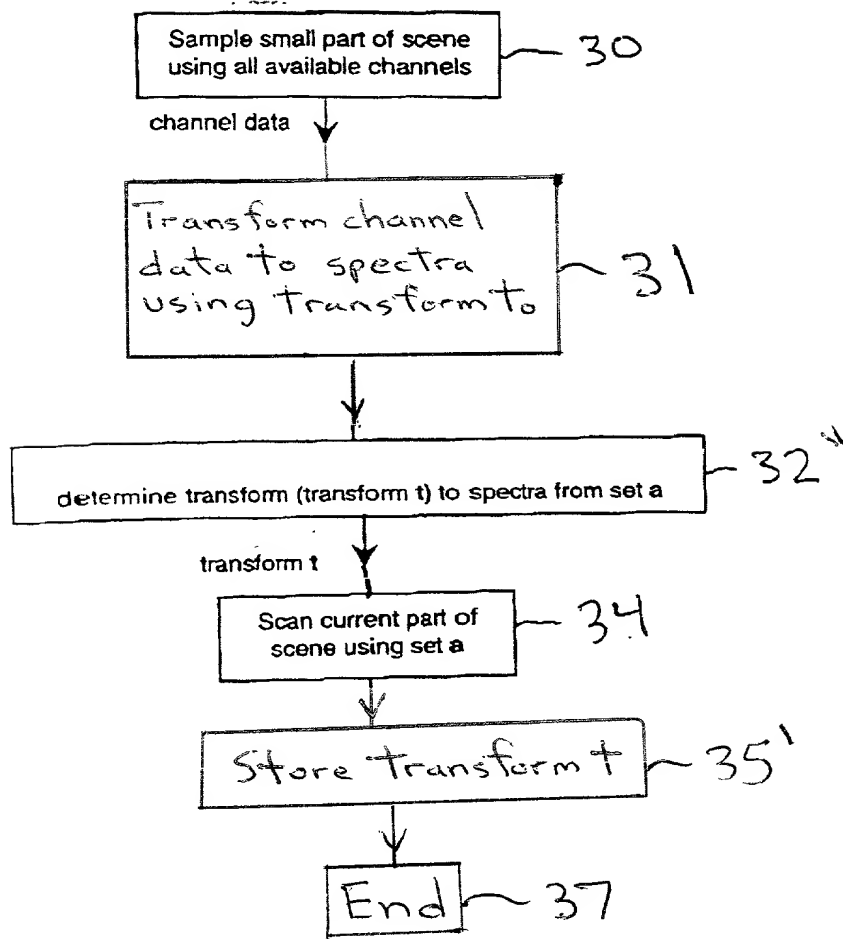 Sample small part of scene
using all available channels
30
channel data
Transform channel
data to spectra
using transform to
31
determine transform (transform t) to spectra from set a
32"
transform t
Scan current part of
scene using set a
34
Store transform t
35'
End
37